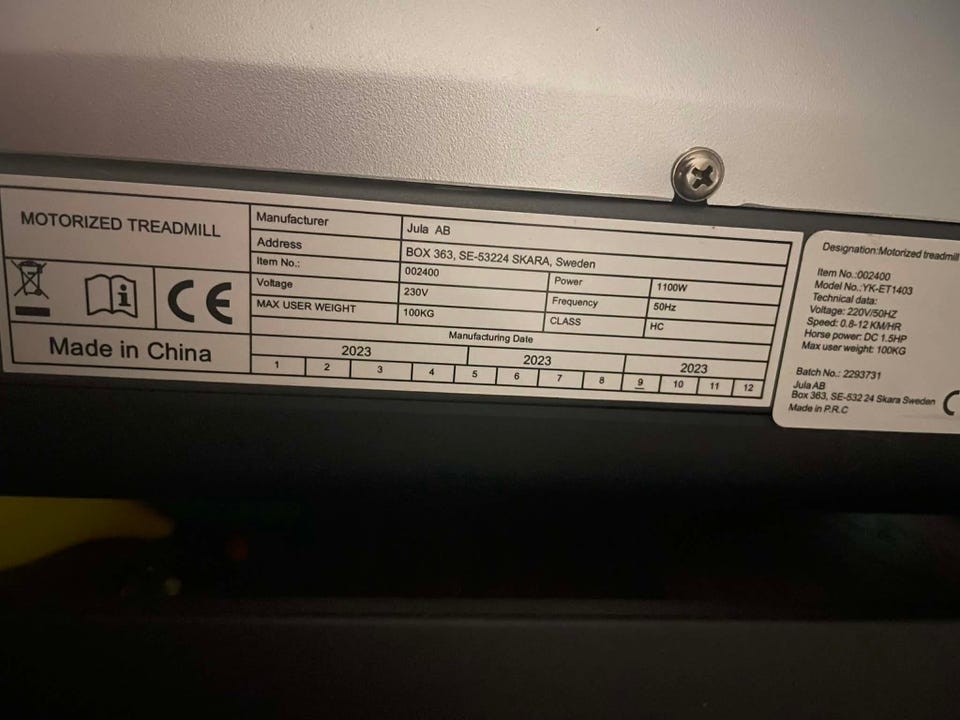 MOTORIZED TREADMILL
CE
Made in China
Manufacturer Jula AB
Address BOX 363, SE-53224 SKARA, Sweden
Item No.: 002400 Power 1100W
Voltage 230V Frequency 50Hz
MAX USER WEIGHT 100KG CLASS HC
Manufacturing Date
2023 2023 2023
1 2 3 4 5 6 7 8 9 10 11 12
Designation:Motorized treadmill
Item No.:002400
Model No.:YK-ET1403
Technical data:
Voltage: 220V/50HZ
Speed: 0.8-12 KM/HR
Horse power: DC 1.5HP
Max user weight: 100KG
Batch No.: 2293731
Jula AB
Box 363, SE-532 24 Skara Sweden
Made in P.R.C